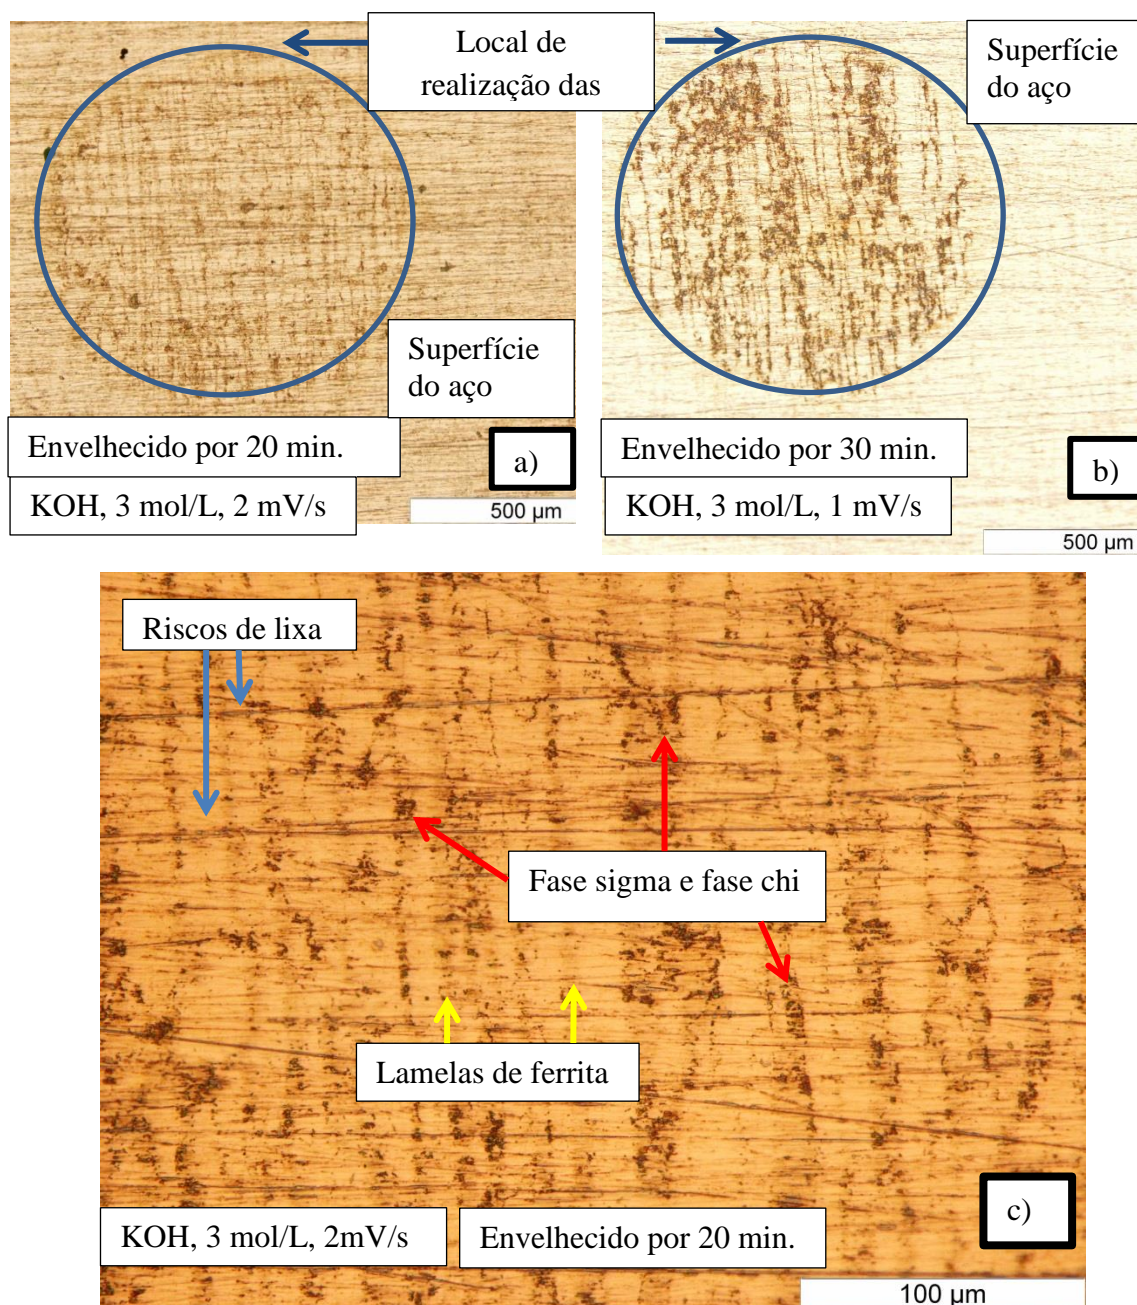 Local de
realização das
Superfície
do aço
Superfície
do aço
Envelhecido por 20 min.
a)
KOH, 3 mol/L, 2 mV/s
500 µm
Envelhecido por 30 min.
b)
KOH, 3 mol/L, 1 mV/s
500 µm
Riscos de lixa
Fase sigma e fase chi
Lamelas de ferrita
c)
KOH, 3 mol/L, 2mV/s
Envelhecido por 20 min.
100 µm